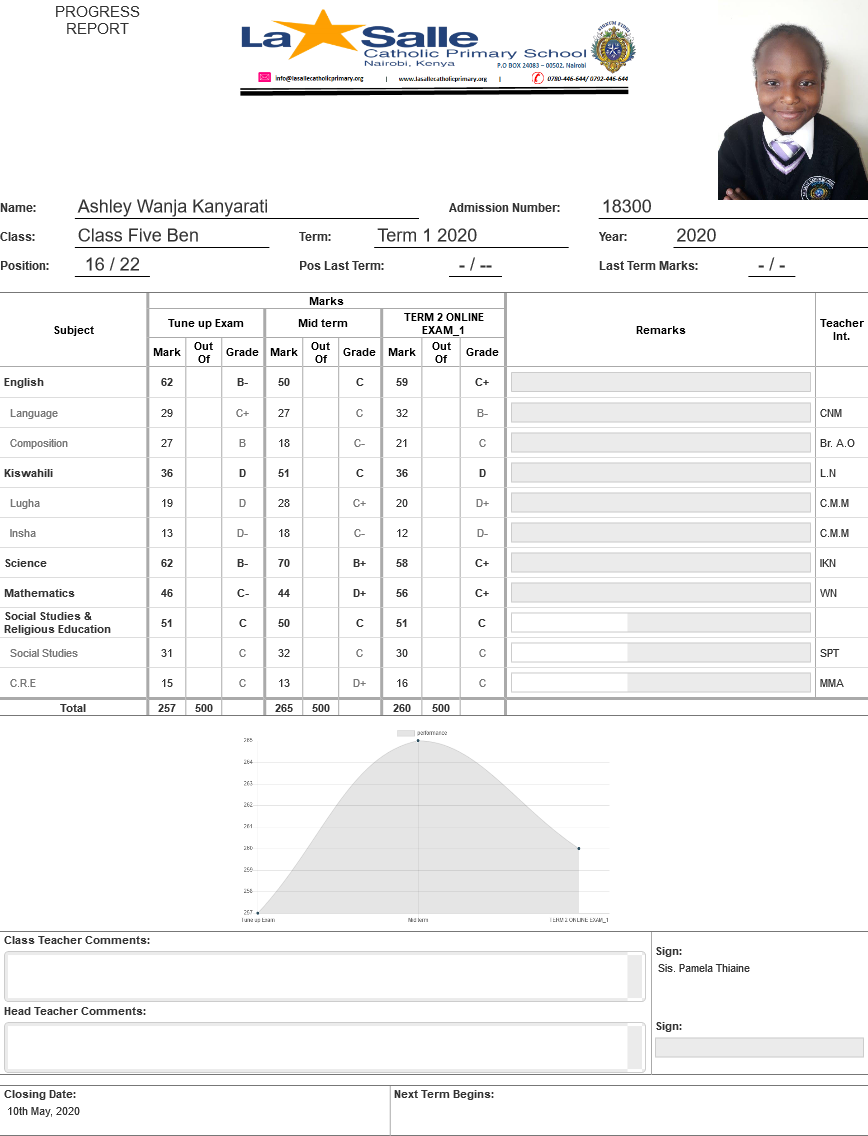 PROGRESS
REPORT
La Salle
Catholic Primary School
Nairobi, Kenya
P.O BOX 24083 – 00502, Nairobi
info@lasallecatholicprimary.org | www.lasallecatholicprimary.org | 0780-446-644/ 0792-446-644
Name: Ashley Wanja Kanyarati Admission Number: 18300
Class: Class Five Ben Term: Term 1 2020 Year: 2020
Position: 16 / 22 Pos Last Term: - / -- Last Term Marks: - / -
Marks
Subject Tune up Exam Mid term TERM 2 ONLINE EXAM_1 Remarks Teacher Int.
Mark Out Of Grade Mark Out Of Grade Mark Out Of Grade
English 62 B- 50 C 59 C+
Language 29 C+ 27 C 32 B- CNM
Composition 27 B 18 C- 21 C Br. A.O
Kiswahili 36 D 51 C 36 D L.N
Lugha 19 D 28 C+ 20 D+ C.M.M
Insha 13 D- 18 C- 12 D- C.M.M
Science 62 B- 70 B+ 58 C+ IKN
Mathematics 46 C- 44 D+ 56 C+ WN
Social Studies &
Religious Education 51 C 50 C 51 C
Social Studies 31 C 32 C 30 C SPT
C.R.E 15 C 13 D+ 16 C MMA
Total 257 500 265 500 260 500
performance
265
264
263
262
261
260
259
258
257
Tune up Exam Mid term TERM 2 ONLINE EXAM_1
Class Teacher Comments:
Sign:
Sis. Pamela Thiaine
Head Teacher Comments:
Sign:
Closing Date: Next Term Begins:
10th May, 2020